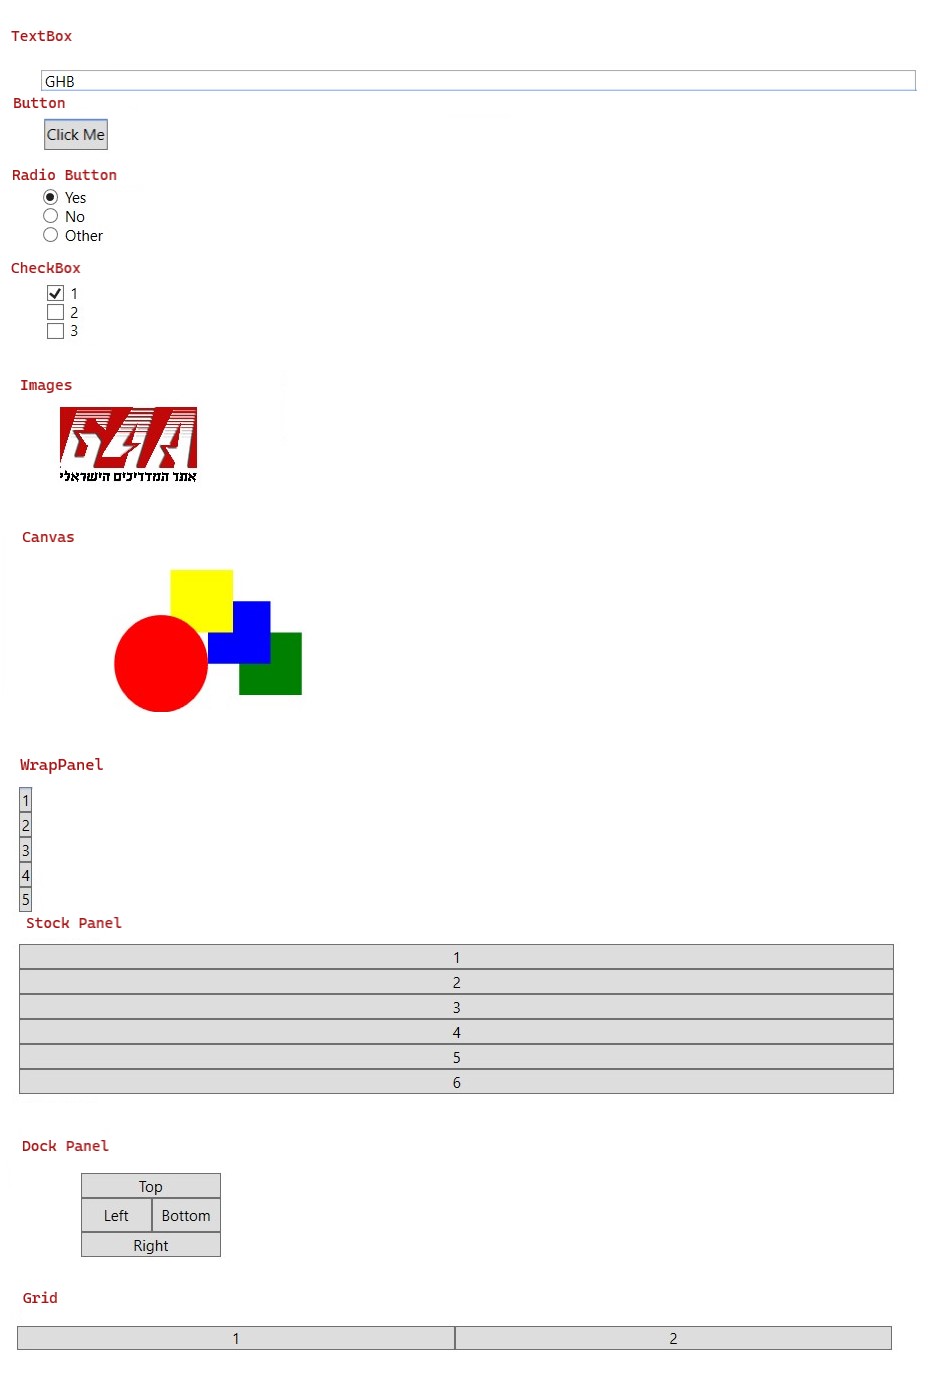 TextBox
GHB
Button
Click Me
Radio Button
Yes
No
Other
CheckBox
1
2
3
Images
אתר המדריכים הישראלי
Canvas
WrapPanel
1
2
3
4
5
Stock Panel
1
2
3
4
5
6
Dock Panel
Top
Left Bottom
Right
Grid
1 2